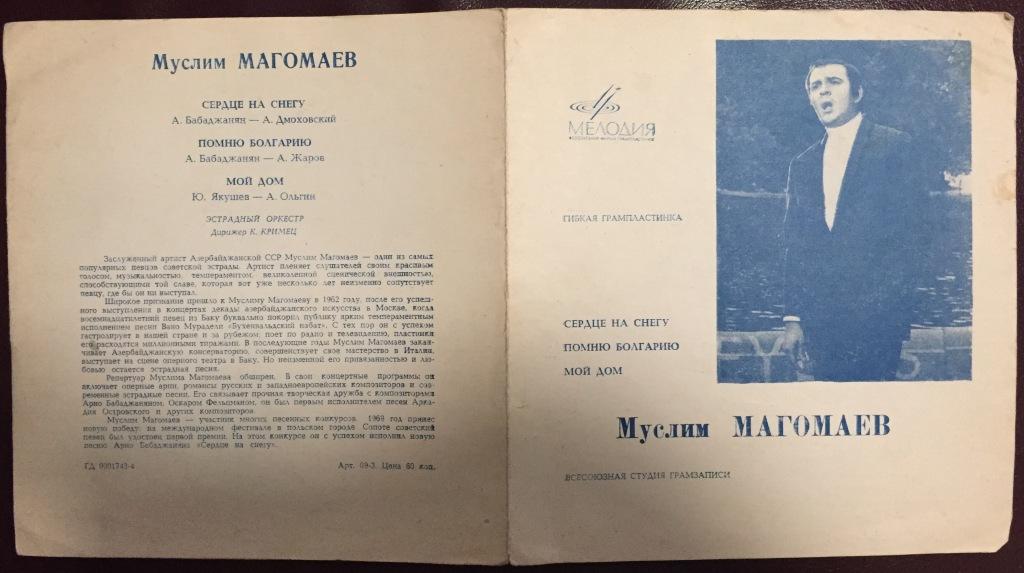 Муслим МАГОМАЕВ
СЕРДЦЕ НА СНЕГУ
А. Бабаджанян — А. Дмоховский
ПОМНЮ БОЛГАРИЮ
А. Бабаджанян — А. Жаров
МОЙ ДОМ
Ю. Якушев — А. Ольгин
ЭСТРАДНЫЙ ОРКЕСТР
Дирижер К. КРИМЕЦ
Заслуженный артист Азербайджанской ССР Муслим Магомаев — один из самых
популярных певцов советской эстрады. Артист пленяет слушателей своим красивым
голосом, музыкальностью, темпераментом, великолепной сценической внешностью,
способствующими той славе, которая вот уже несколько лет неизменно сопутствует
певцу, где бы он ни выступал.
Широкое признание пришло к Муслиму Магомаеву в 1962 году, после его успеш-
ного выступления в концертах декады азербайджанского искусства в Москве, когда
восемнадцатилетний певец из Баку буквально покорил публику ярким темпераментным
исполнением песни Вано Мурадели «Бухенвальдский набат». С тех пор он с успехом
гастролирует в нашей стране и за рубежом, поет по радио и телевидению, пластинки
его расходятся миллионными тиражами. В последующие годы Муслим Магомаев закан-
чивает Азербайджанскую консерваторию, совершенствует свое мастерство в Италии,
выступает на сцене оперного театра в Баку. Но неизменной его привязанностью и лю-
бовью остается эстрадная песня.
Репертуар Муслима Магомаева обширен. В свои концертные программы он
включает оперные арии, романсы русских и западноевропейских композиторов и сов-
ременные эстрадные песни. Его связывает прочная творческая дружба с композиторами
Арно Бабаджаняном, Оскаром Фельцманом, он был первым исполнителем песен Арка-
дия Островского и других композиторов.
Муслим Магомаев — участник многих песенных конкурсов. 1969 год принес
новую победу: на международном фестивале в польском городе Сопоте советский
певец был удостоен первой премии. На этом конкурсе он с успехом исполнил новую
песню Арно Бабаджаняна «Сердце на снегу».
ГД 0001743-4
Арт. 09-3. Цена 60 коп.
МЕЛОДИЯ
ГИБКАЯ ГРАМПЛАСТИНКА
СЕРДЦЕ НА СНЕГУ
ПОМНЮ БОЛГАРИЮ
МОЙ ДОМ
Муслим МАГОМАЕВ
ВСЕСОЮЗНАЯ СТУДИЯ ГРАМЗАПИСИ